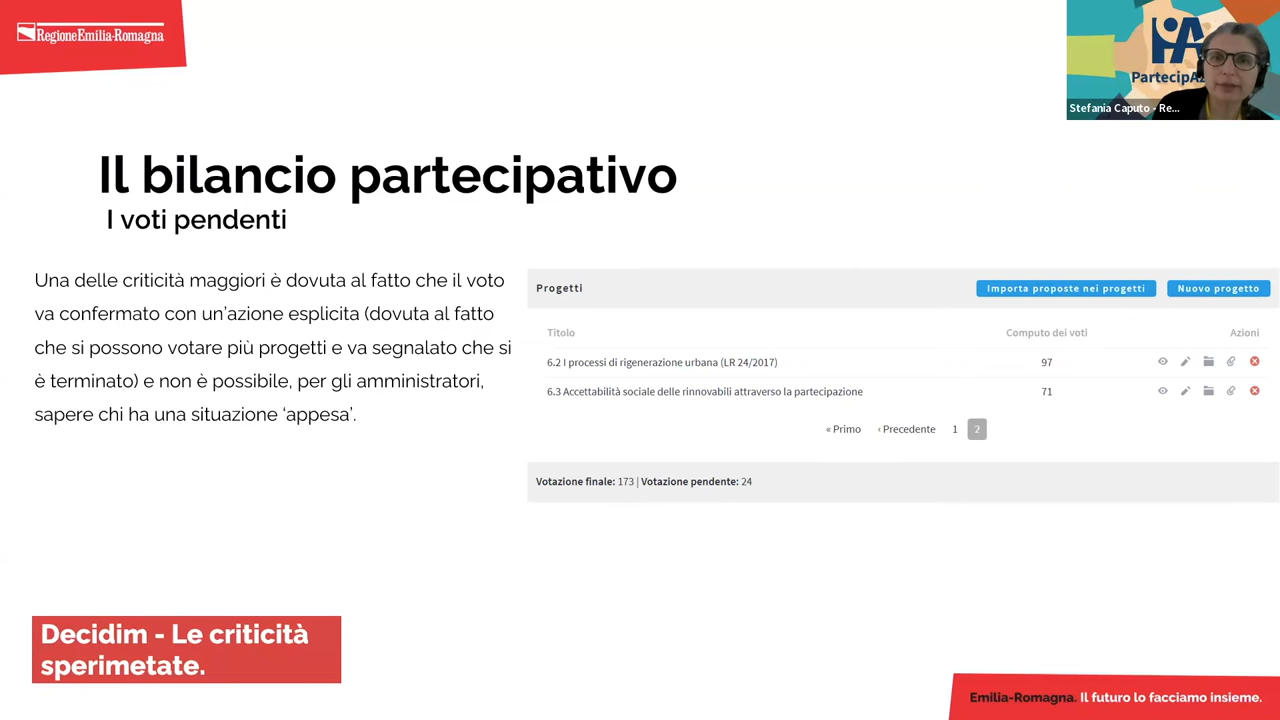 RegioneEmilia-Romagna
PartecipAz
Stefania Caputo - Re...
Il bilancio partecipativo
I voti pendenti
Una delle criticità maggiori è dovuta al fatto che il voto
va confermato con un'azione esplicita (dovuta al fatto
che si possono votare più progetti e va segnalato che si
è terminato) e non è possibile, per gli amministratori,
sapere chi ha una situazione 'appesa'.
Progetti
Importa proposte nei progetti
Nuovo progetto
Titolo Computo dei voti Azioni
6.2 I processi di rigenerazione urbana (LR 24/2017) 97
6.3 Accettabilità sociale delle rinnovabili attraverso la partecipazione 71
« Primo ‹ Precedente 1 2
Votazione finale: 173 | Votazione pendente: 24
Decidim - Le criticità
sperimetate.
Emilia-Romagna. Il futuro lo facciamo insieme.